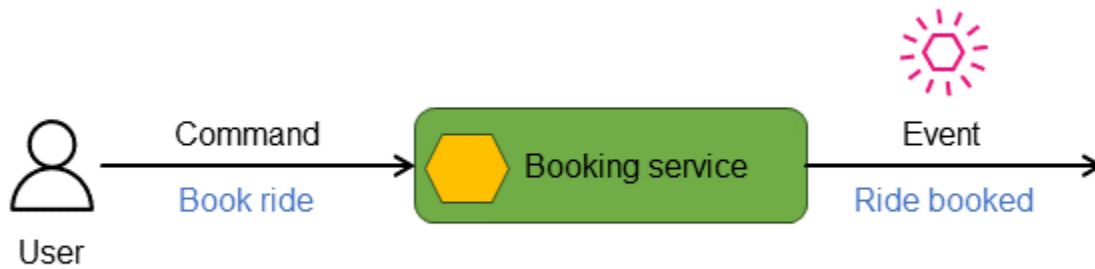 Command
Book ride
User
Booking service
Event
Ride booked